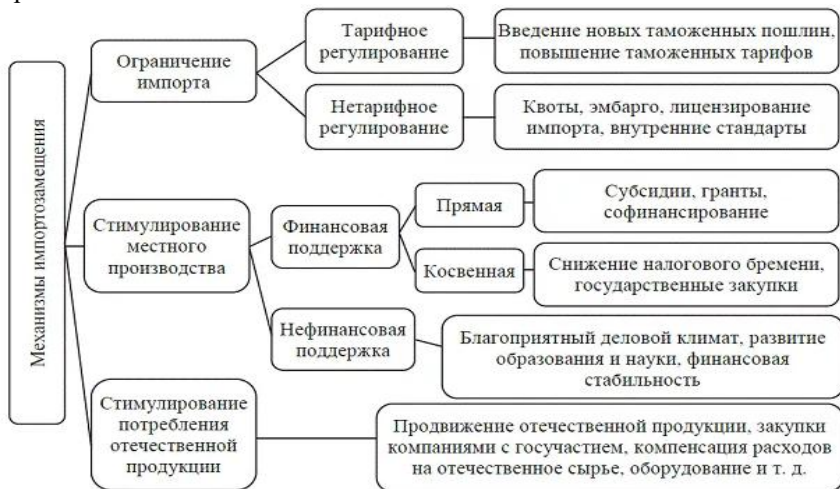 Механизмы импортозамещения
Ограничение
импорта
Тарифное
регулирование
Введение новых таможенных пошлин,
повышение таможенных тарифов
Нетарифное
регулирование
Квоты, эмбарго, лицензирование
импорта, внутренние стандарты
Стимулирование
местного
производства
Финансовая
поддержка
Прямая
Субсидии, гранты,
софинансирование
Косвенная
Снижение налогового бремени,
государственные закупки
Нефинансовая
поддержка
Благоприятный деловой климат, развитие
образования и науки, финансовая
стабильность
Стимулирование
потребления
отечественной
продукции
Продвижение отечественной продукции, закупки
компаниями с госучастием, компенсация расходов
на отечественное сырье, оборудование и т. д.